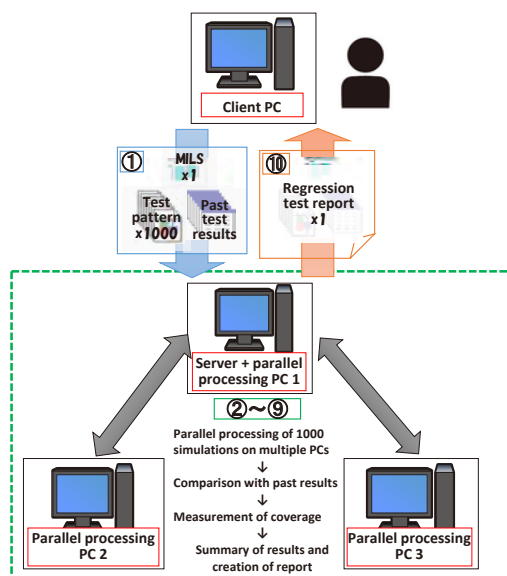 Client PC
①
MILS
x1
Test
pattern
x1000
Past
test
results
⑩
Regression
test report
x1
Server + parallel
processing PC 1
②~⑨
Parallel processing of 1000
simulations on multiple PCs
↓
Comparison with past results
↓
Measurement of coverage
↓
Summary of results and
creation of report
Parallel processing
PC 2
Parallel processing
PC 3